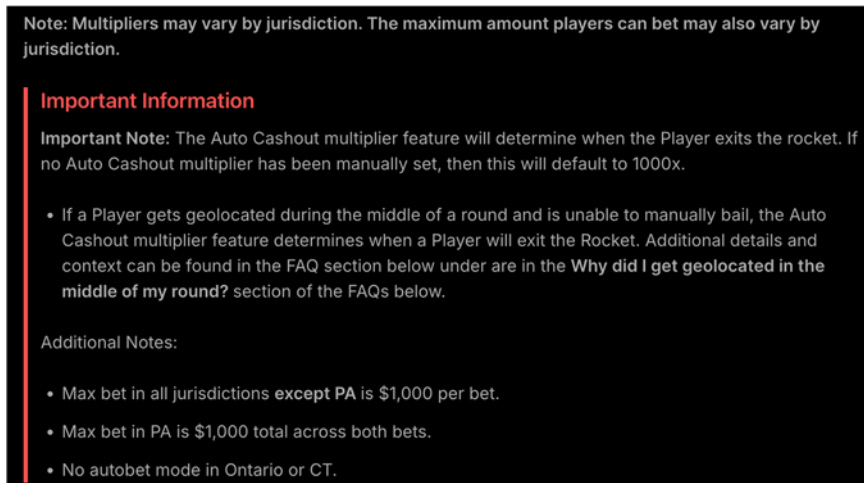 Note: Multipliers may vary by jurisdiction. The maximum amount players can bet may also vary by
jurisdiction.
Important Information
Important Note: The Auto Cashout multiplier feature will determine when the Player exits the rocket. If
no Auto Cashout multiplier has been manually set, then this will default to 1000x.
• If a Player gets geolocated during the middle of a round and is unable to manually bail, the Auto
Cashout multiplier feature determines when a Player will exit the Rocket. Additional details and
context can be found in the FAQ section below under are in the Why did I get geolocated in the
middle of my round? section of the FAQs below.
Additional Notes:
• Max bet in all jurisdictions except PA is $1,000 per bet.
• Max bet in PA is $1,000 total across both bets.
• No autobet mode in Ontario or CT.